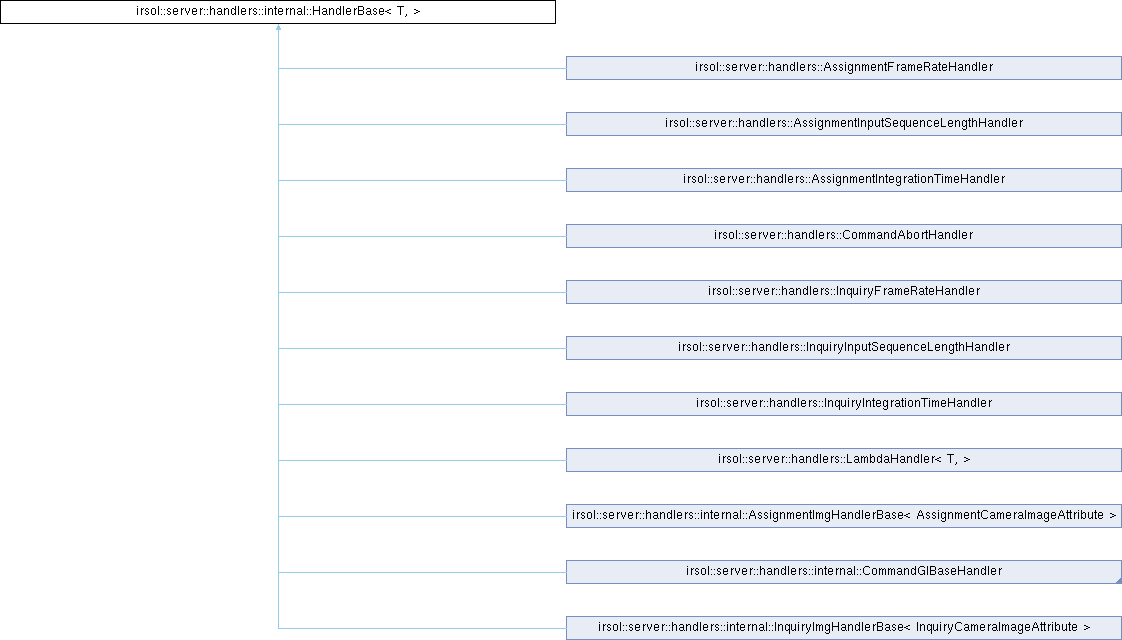 irsol::server::handlers::internal::HandlerBase< T, >
irsol::server::handlers::AssignmentFrameRateHandler
irsol::server::handlers::AssignmentInputSequenceLengthHandler
irsol::server::handlers::AssignmentIntegrationTimeHandler
irsol::server::handlers::CommandAbortHandler
irsol::server::handlers::InquiryFrameRateHandler
irsol::server::handlers::InquiryInputSequenceLengthHandler
irsol::server::handlers::InquiryIntegrationTimeHandler
irsol::server::handlers::LambdaHandler< T, >
irsol::server::handlers::internal::AssignmentImgHandlerBase< AssignmentCameraImageAttribute >
irsol::server::handlers::internal::CommandGIBaseHandler
irsol::server::handlers::internal::InquiryImgHandlerBase< InquiryCameraImageAttribute >